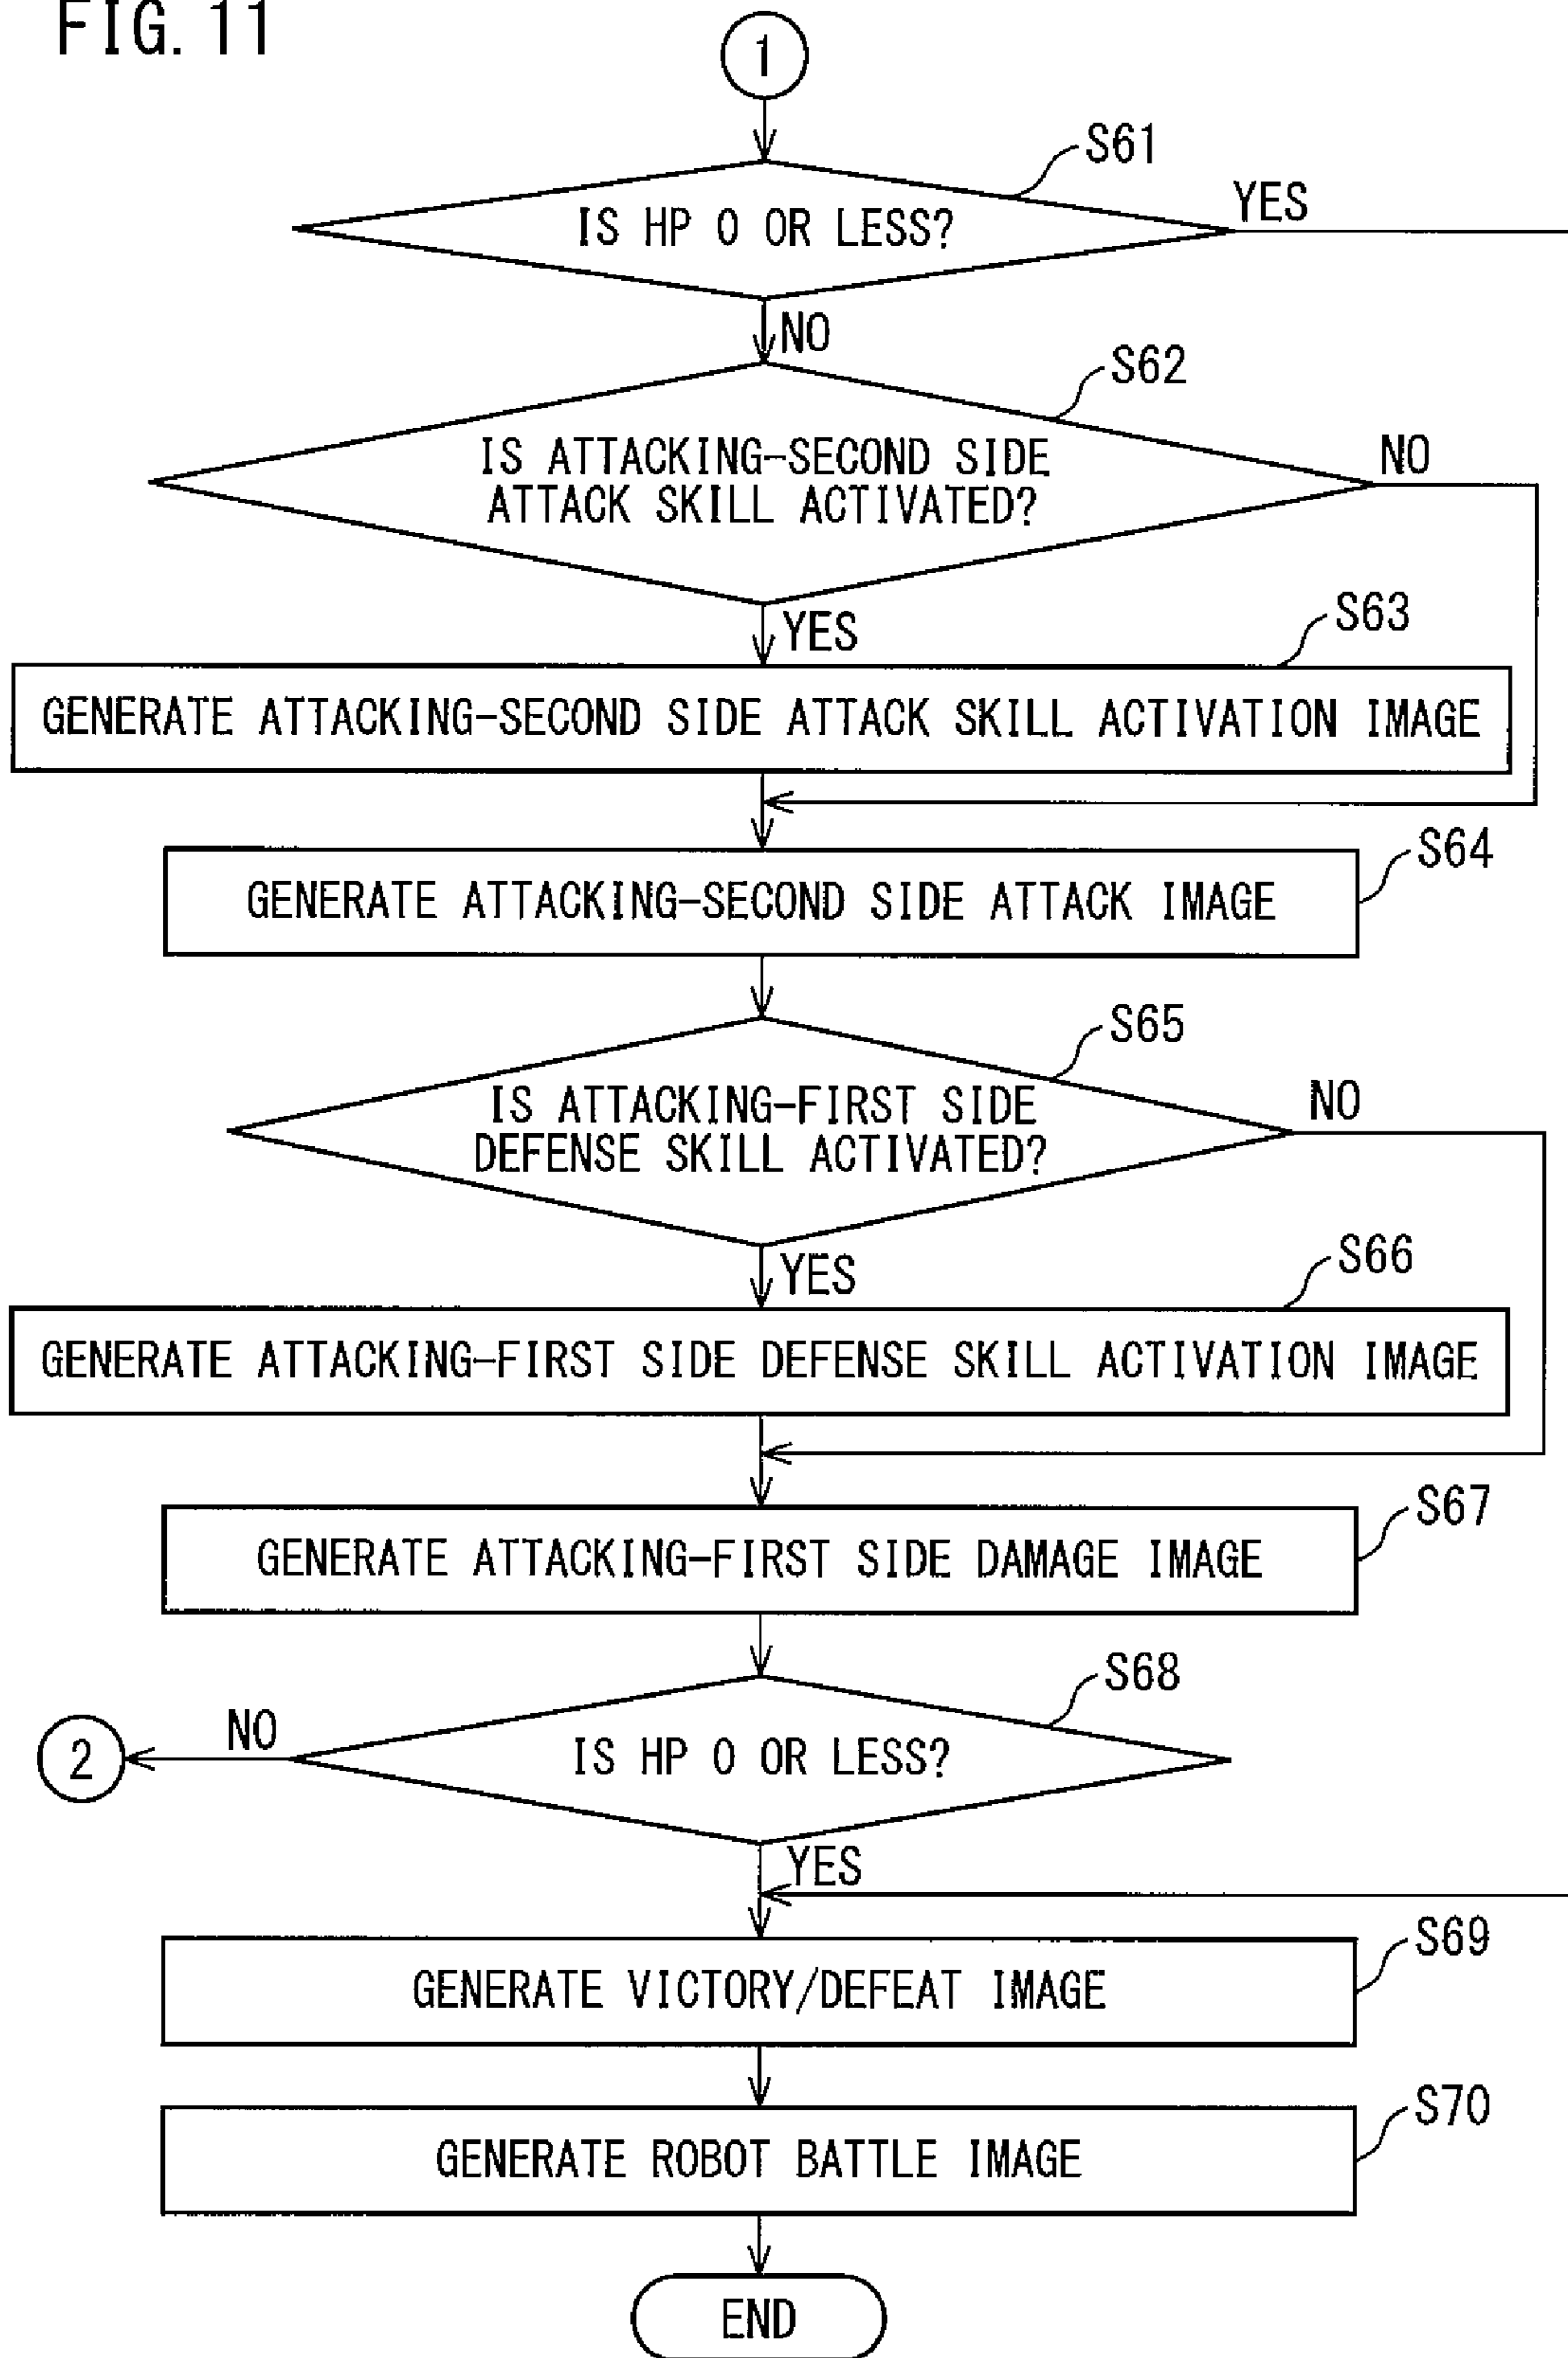 FIG. 11
1
S61
IS HP 0 OR LESS?
YES
NO
S62
IS ATTACKING-SECOND SIDE
ATTACK SKILL ACTIVATED?
NO
YES
S63
GENERATE ATTACKING-SECOND SIDE ATTACK SKILL ACTIVATION IMAGE
S64
GENERATE ATTACKING-SECOND SIDE ATTACK IMAGE
S65
IS ATTACKING-FIRST SIDE
DEFENSE SKILL ACTIVATED?
NO
YES
S66
GENERATE ATTACKING-FIRST SIDE DEFENSE SKILL ACTIVATION IMAGE
S67
GENERATE ATTACKING-FIRST SIDE DAMAGE IMAGE
S68
2
NO
IS HP 0 OR LESS?
YES
S69
GENERATE VICTORY/DEFEAT IMAGE
S70
GENERATE ROBOT BATTLE IMAGE
END